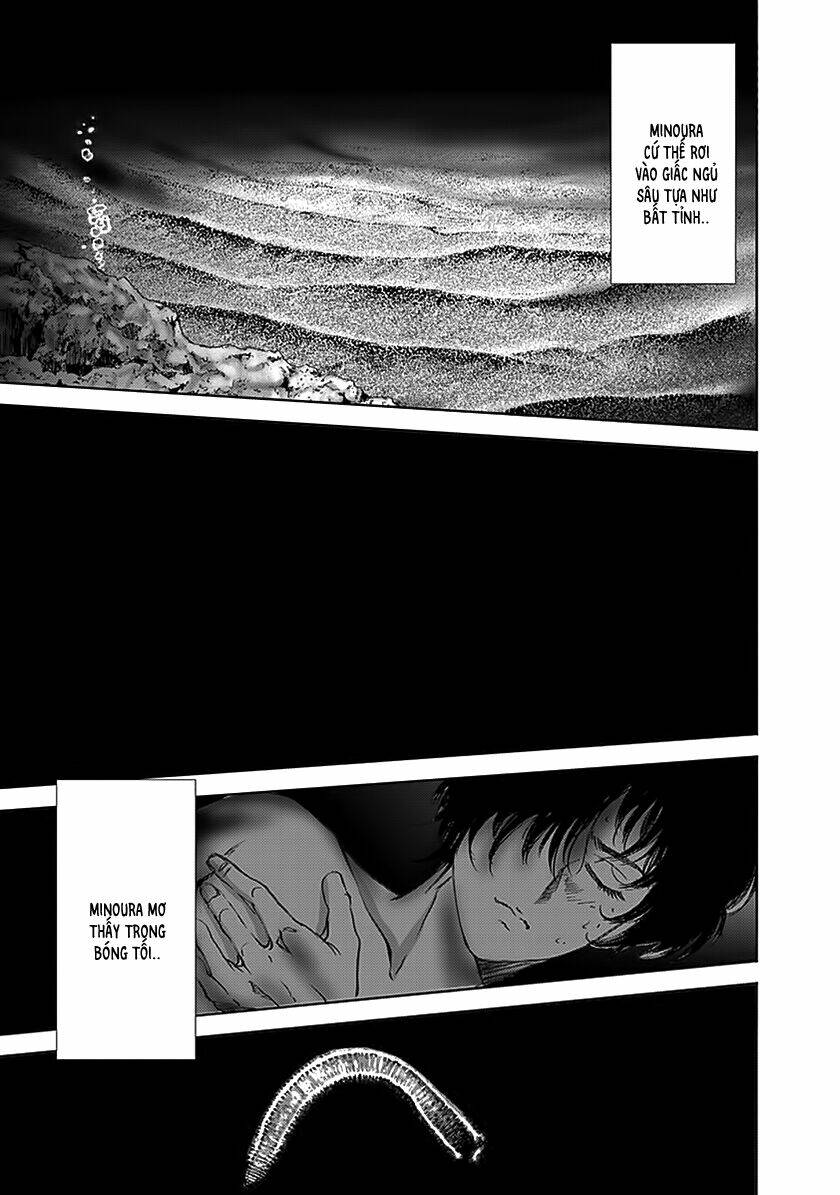 MINOURA
CỨ THẾ RƠI
VÀO GIẤC NGỦ
SÂU TỰA NHƯ
BẤT TỈNH..
MINOURA MƠ
THẤY TRONG
BÓNG TỐI..